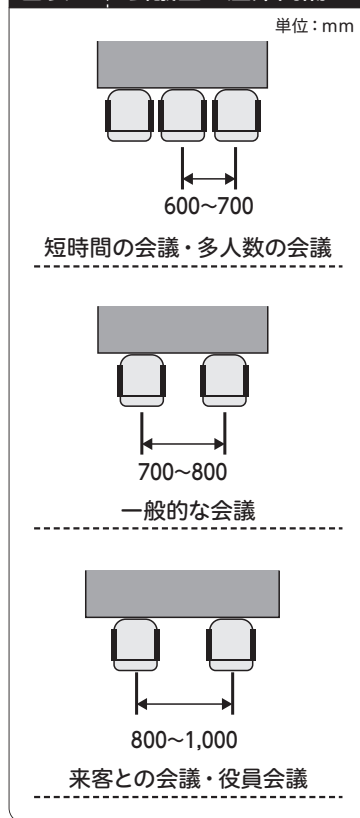 単位：mm
600～700
短時間の会議・多人数の会議
700～800
一般的な会議
800～1,000
来客との会議・役員会議